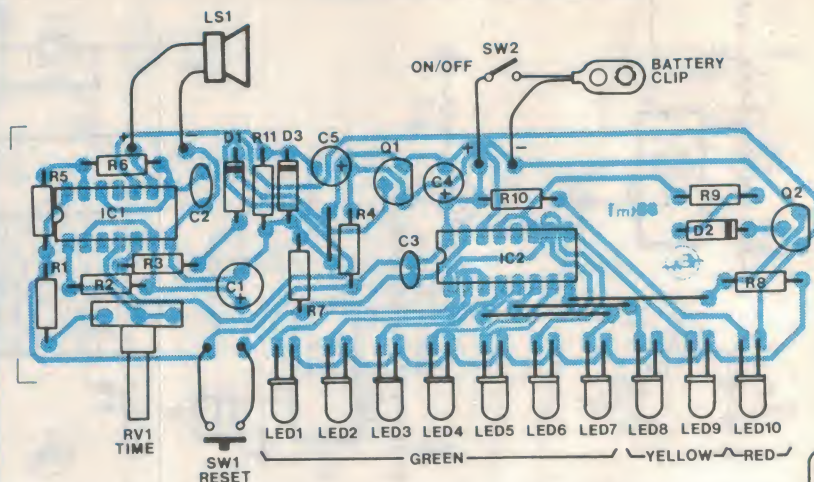 LS1
SW2
ON/OFF
BATTERY
CLIP
+ −
D1 R11 D3 C5 Q1 + −
R6
R5
IC1
C2
C4
R10
R9
Q2
D2
R4
R3
R1
R2
C1
C3
IC2
R7
R8
RV1
TIME
SW1
RESET
LED1 LED2 LED3 LED4 LED5 LED6 LED7 LED8 LED9 LED10
GREEN YELLOW RED